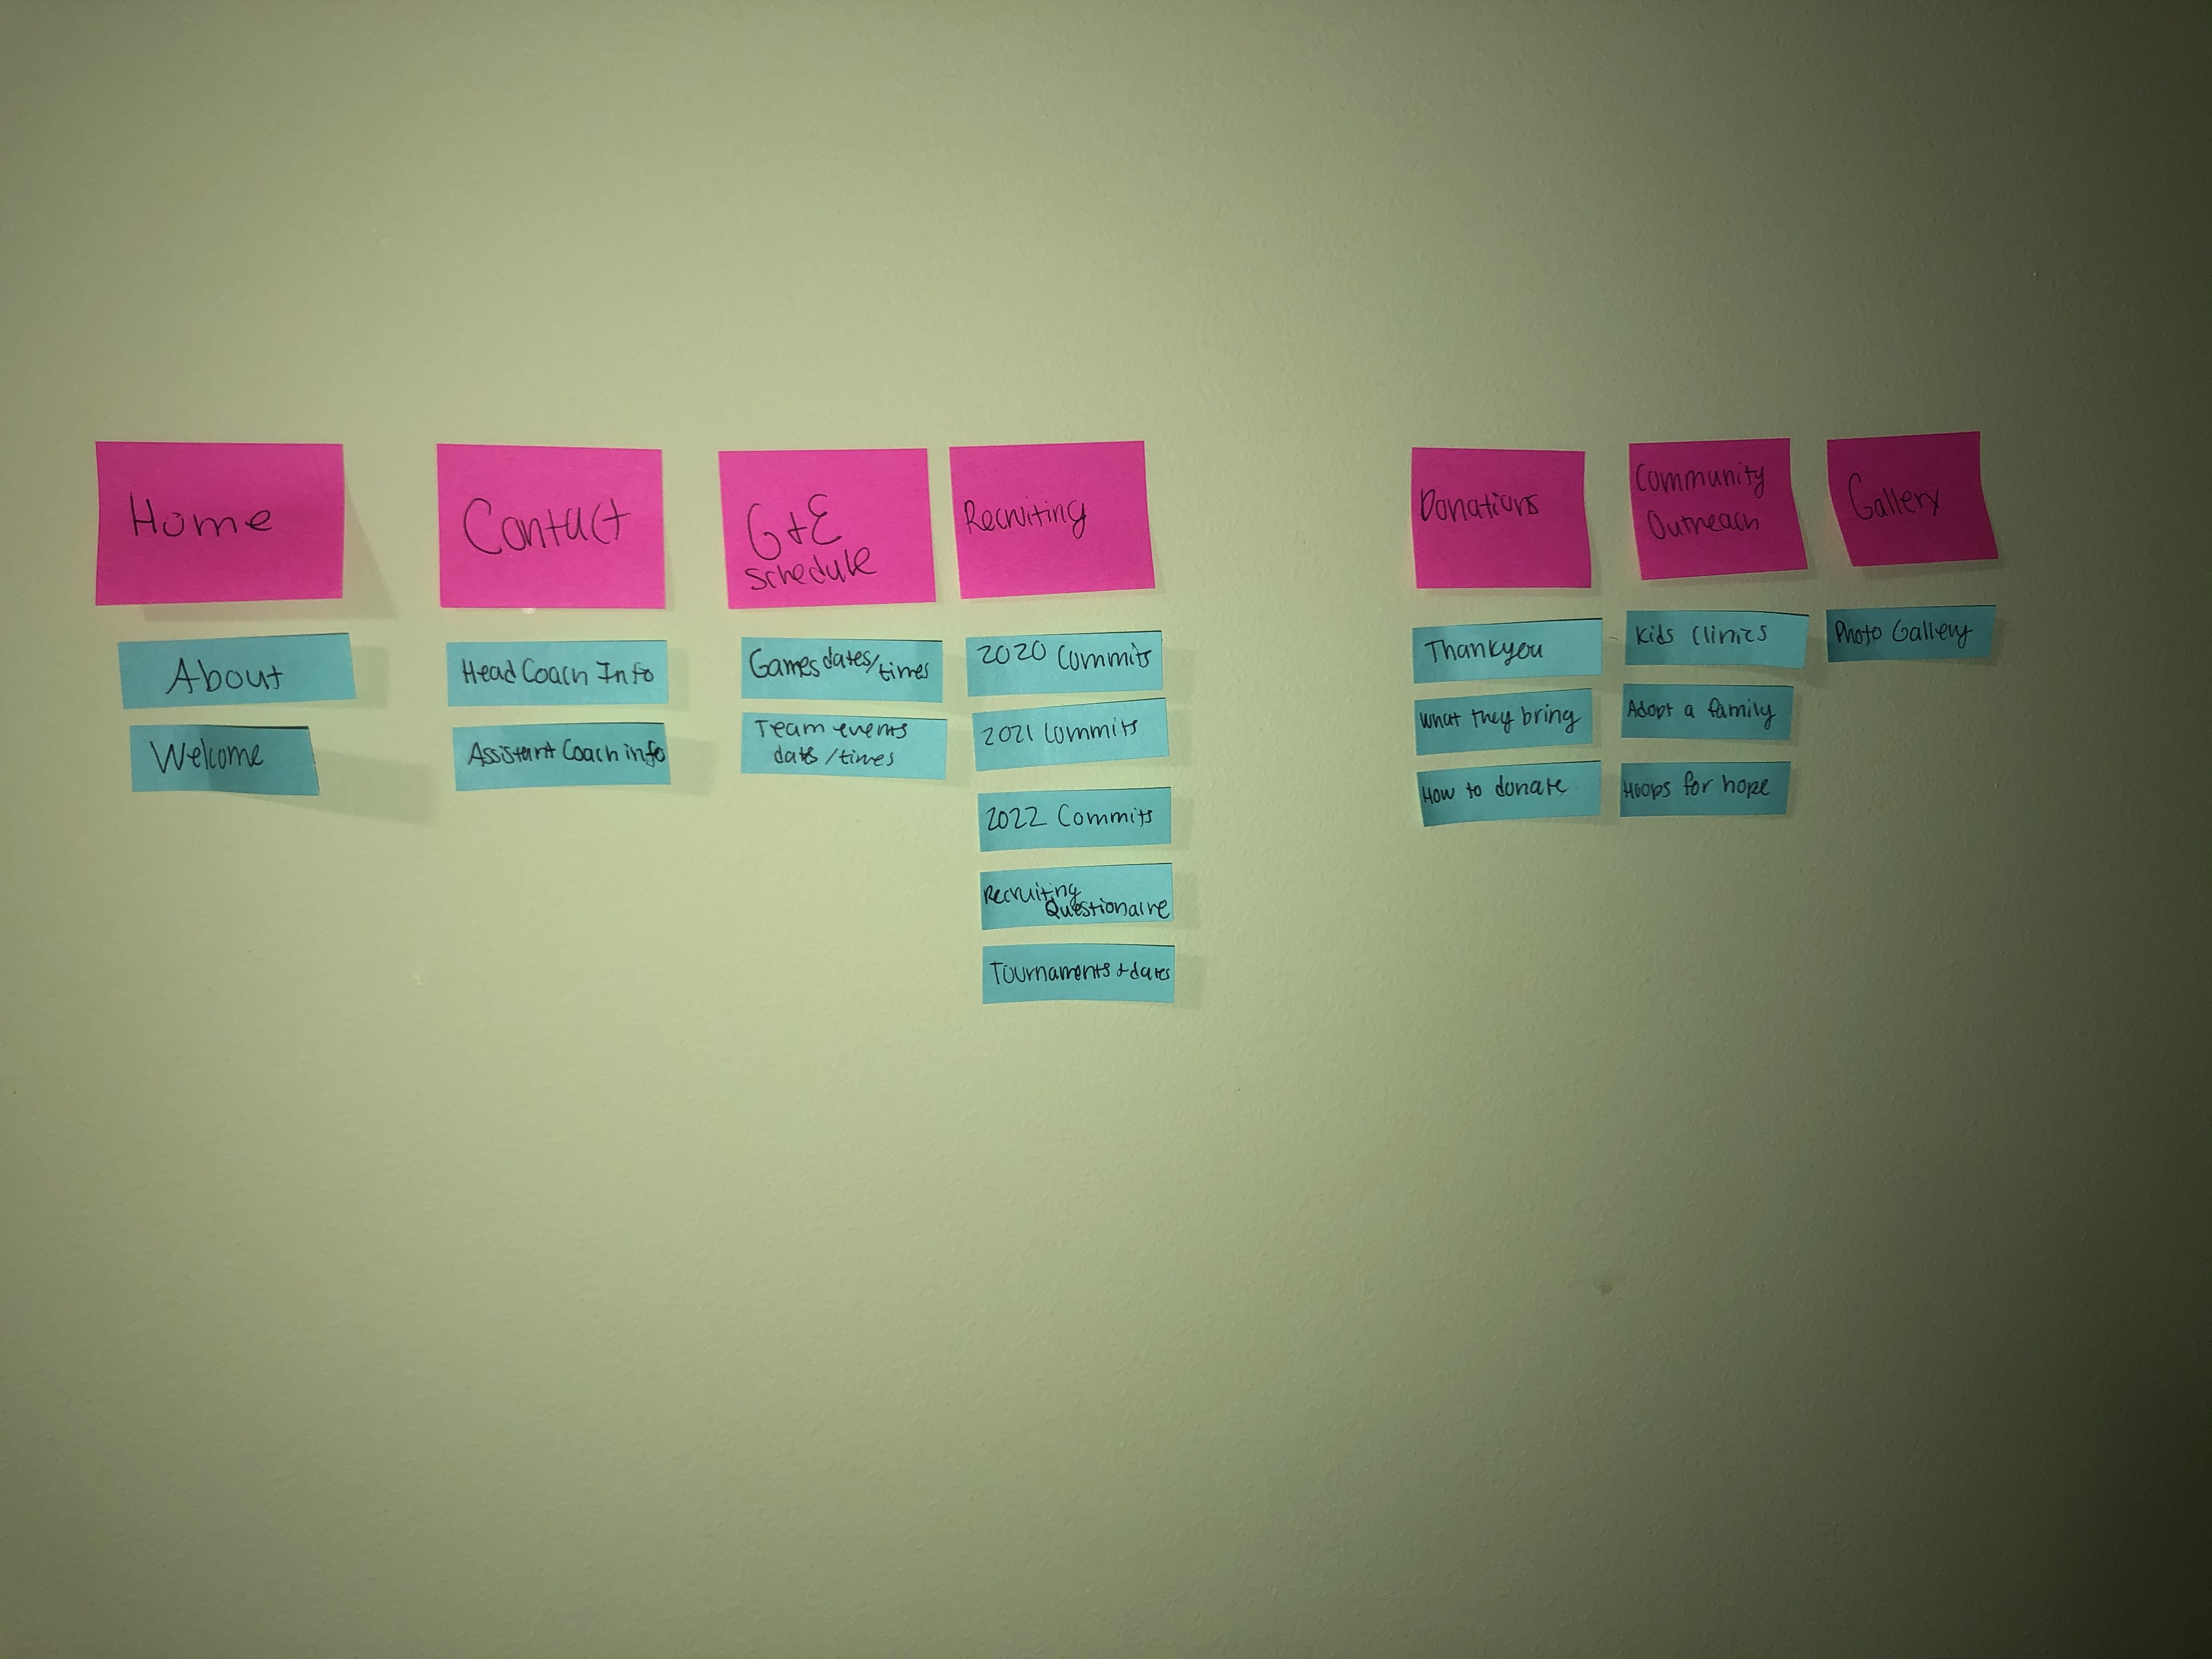 Home
About
Welcome
Contact
Head Coach Info
Assistant Coach info
G+E
schedule
Games dates/times
Team events
dates/times
Recruiting
2020 Commits
2021 Commits
2022 Commits
Recruiting
Questionaire
Tournaments + dates
Donations
Thankyou
What they bring
How to donate
Community
Outreach
Kids Clinics
Adopt a family
Hoops for hope
Gallery
Photo Gallery